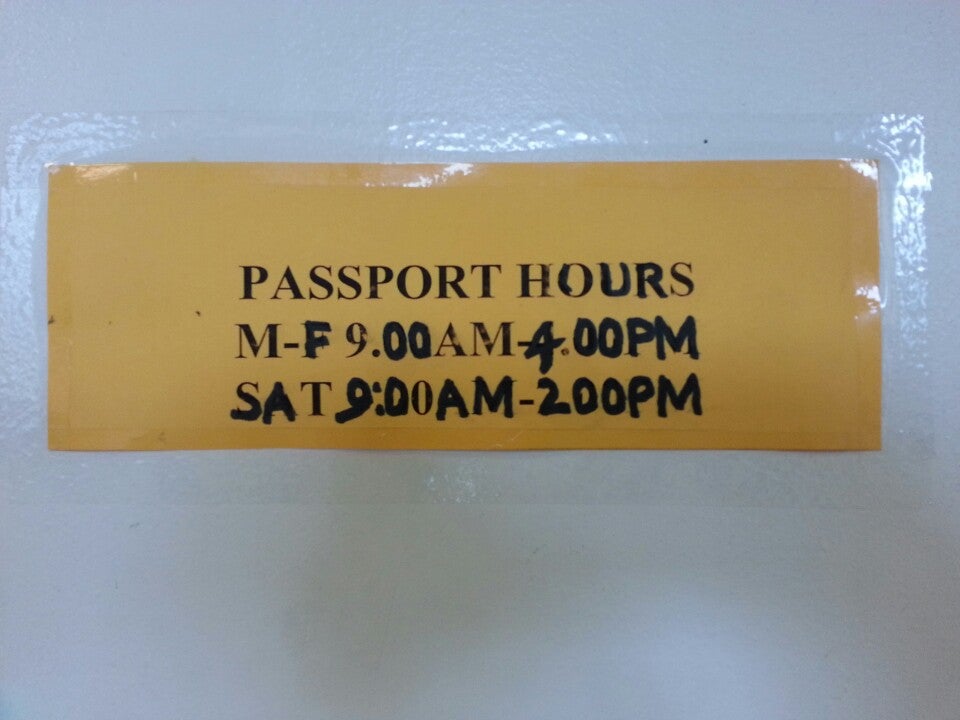 PASSPORT HOURS
M-F 9.00AM-4.00PM
SAT 9:00AM-200PM